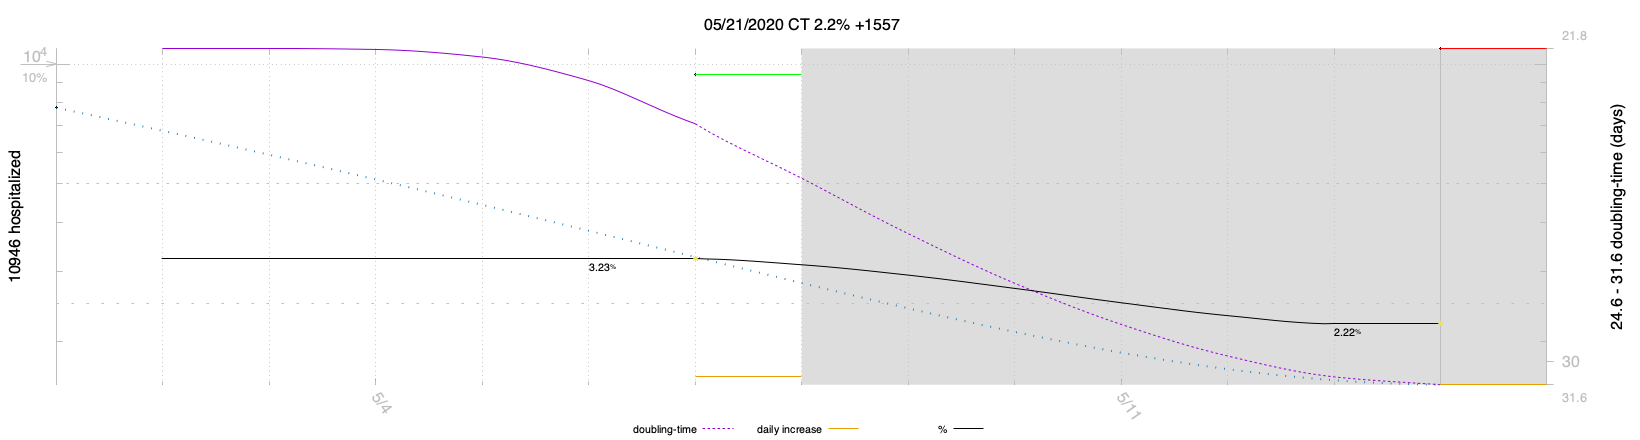 05/21/2020 CT 2.2% +1557
10⁴
10%
21.8
10946 hospitalized
24.6 - 31.6 doubling-time (days)
3.23%
2.22%
30
31.6
5/4
5/11
doubling-time
daily increase
%